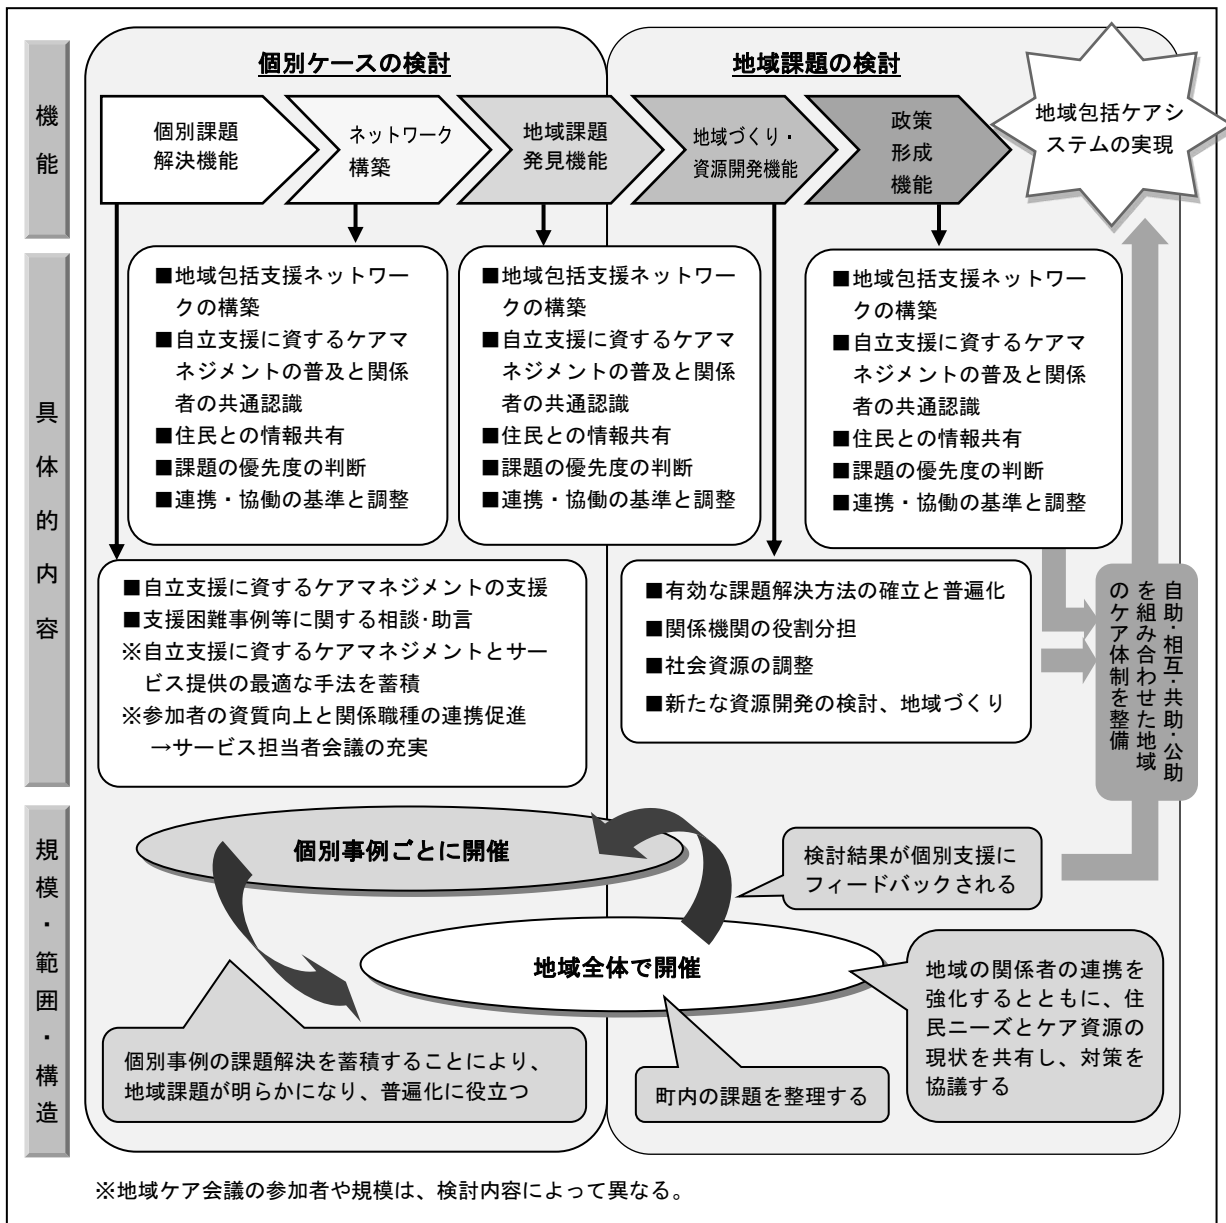 機能
個別ケースの検討
地域課題の検討
個別課題
解決機能
ネットワーク
構築
地域課題
発見機能
地域づくり・
資源開発機能
政策
形成
機能
地域包括ケアシ
ステムの実現
具体的内容
■地域包括支援ネットワー
クの構築
■自立支援に資するケアマ
ネジメントの普及と関係
者の共通認識
■住民との情報共有
■課題の優先度の判断
■連携・協働の基準と調整
■地域包括支援ネットワー
クの構築
■自立支援に資するケアマ
ネジメントの普及と関係
者の共通認識
■住民との情報共有
■課題の優先度の判断
■連携・協働の基準と調整
■地域包括支援ネットワー
クの構築
■自立支援に資するケアマ
ネジメントの普及と関係
者の共通認識
■住民との情報共有
■課題の優先度の判断
■連携・協働の基準と調整
■自立支援に資するケアマネジメントの支援
■支援困難事例等に関する相談・助言
※自立支援に資するケアマネジメントとサー
ビス提供の最適な手法を蓄積
※参加者の資質向上と関係職種の連携促進
→サービス担当者会議の充実
■有効な課題解決方法の確立と普遍化
■関係機関の役割分担
■社会資源の調整
■新たな資源開発の検討、地域づくり
自助・相互・共助・公助
を組み合わせた地域
のケア体制を整備
規模・範囲・構造
個別事例ごとに開催
検討結果が個別支援に
フィードバックされる
地域全体で開催
地域の関係者の連携を
強化するとともに、住
民ニーズとケア資源の
現状を共有し、対策を
協議する
個別事例の課題解決を蓄積することにより、
地域課題が明らかになり、普遍化に役立つ
町内の課題を整理する
※地域ケア会議の参加者や規模は、検討内容によって異なる。